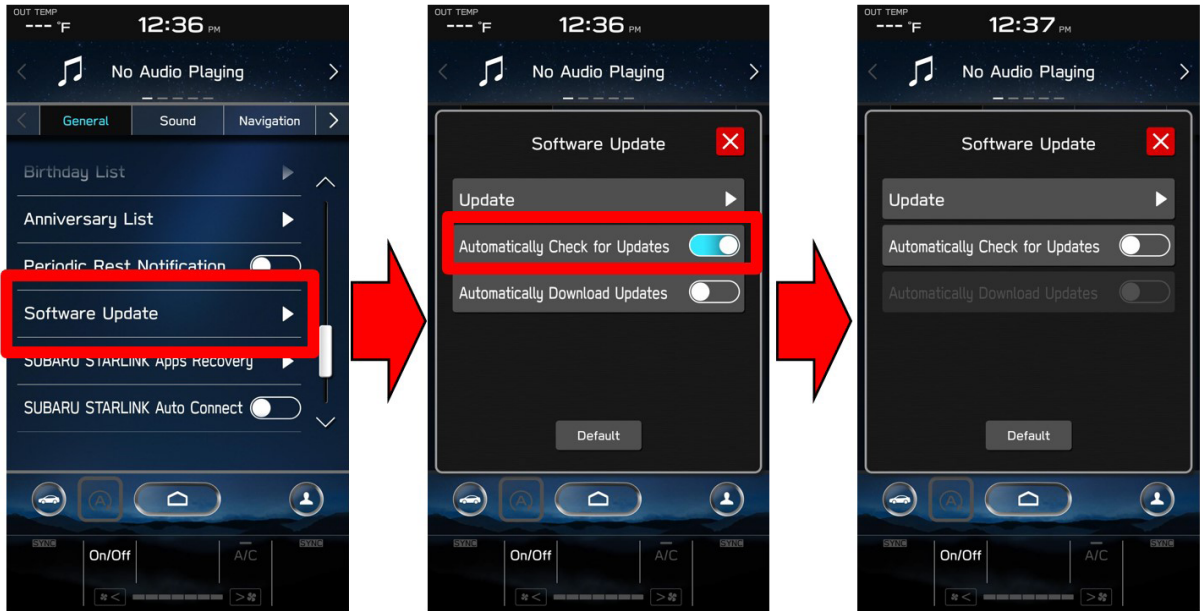 OUT TEMP
--- °F
12:36 PM
No Audio Playing
General
Sound
Navigation
Birthday List
Anniversary List
Periodic Rest Notification
Software Update
SUBARU STARLINK Apps Recovery
SUBARU STARLINK Auto Connect
A
SYNC
SYNC
On/Off
A/C
OUT TEMP
--- °F
12:36 PM
No Audio Playing
Software Update
Update
Automatically Check for Updates
Automatically Download Updates
Default
A
SYNC
SYNC
On/Off
A/C
OUT TEMP
--- °F
12:37 PM
No Audio Playing
Software Update
Update
Automatically Check for Updates
Automatically Download Updates
Default
A
SYNC
SYNC
On/Off
A/C